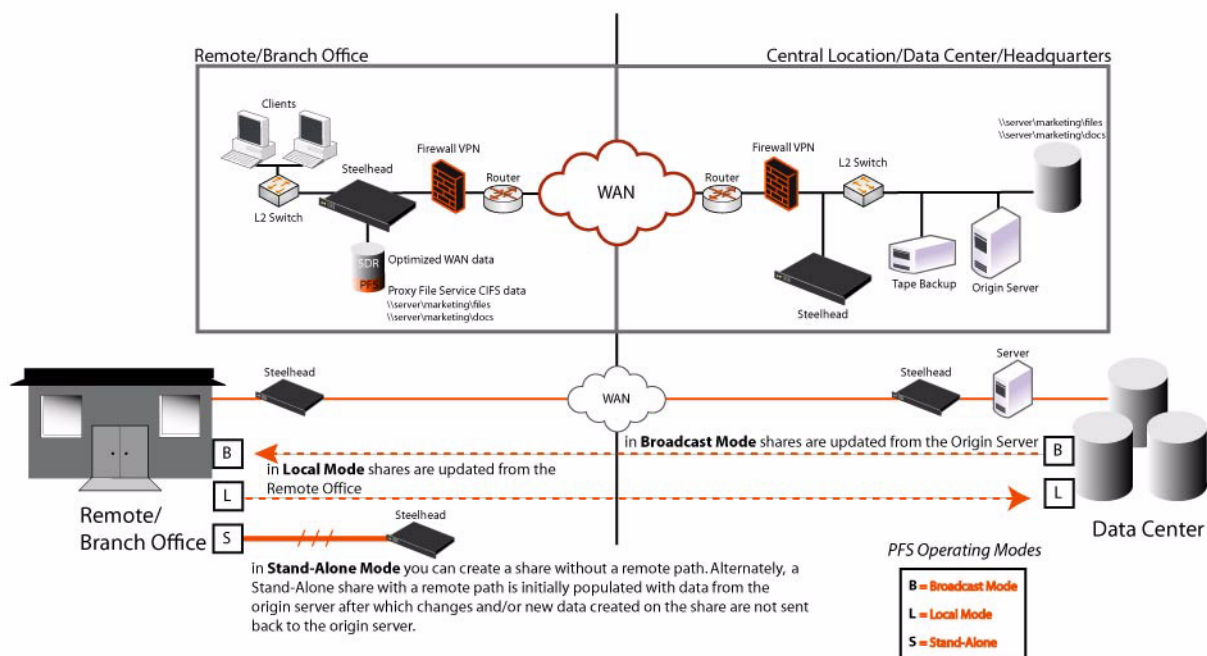 Remote/Branch Office
Central Location/Data Center/Headquarters
Clients
L2 Switch
Steelhead
Firewall VPN
Router
SDR
PFS
Optimized WAN data
Proxy File Service CIFS data
\\server\marketing\files
\\server\marketing\docs
WAN
Router
Firewall VPN
L2 Switch
\\server\marketing\files
\\server\marketing\docs
Steelhead
Tape Backup
Origin Server
Steelhead
WAN
Steelhead
Server
B
in Broadcast Mode shares are updated from the Origin Server
B
in Local Mode shares are updated from the
Remote Office
L
L
Remote/
Branch Office
S
Steelhead
Data Center
in Stand-Alone Mode you can create a share without a remote path. Alternately, a
Stand-Alone share with a remote path is initially populated with data from the
origin server after which changes and/or new data created on the share are not sent
back to the origin server.
PFS Operating Modes
B = Broadcast Mode
L = Local Mode
S = Stand-Alone